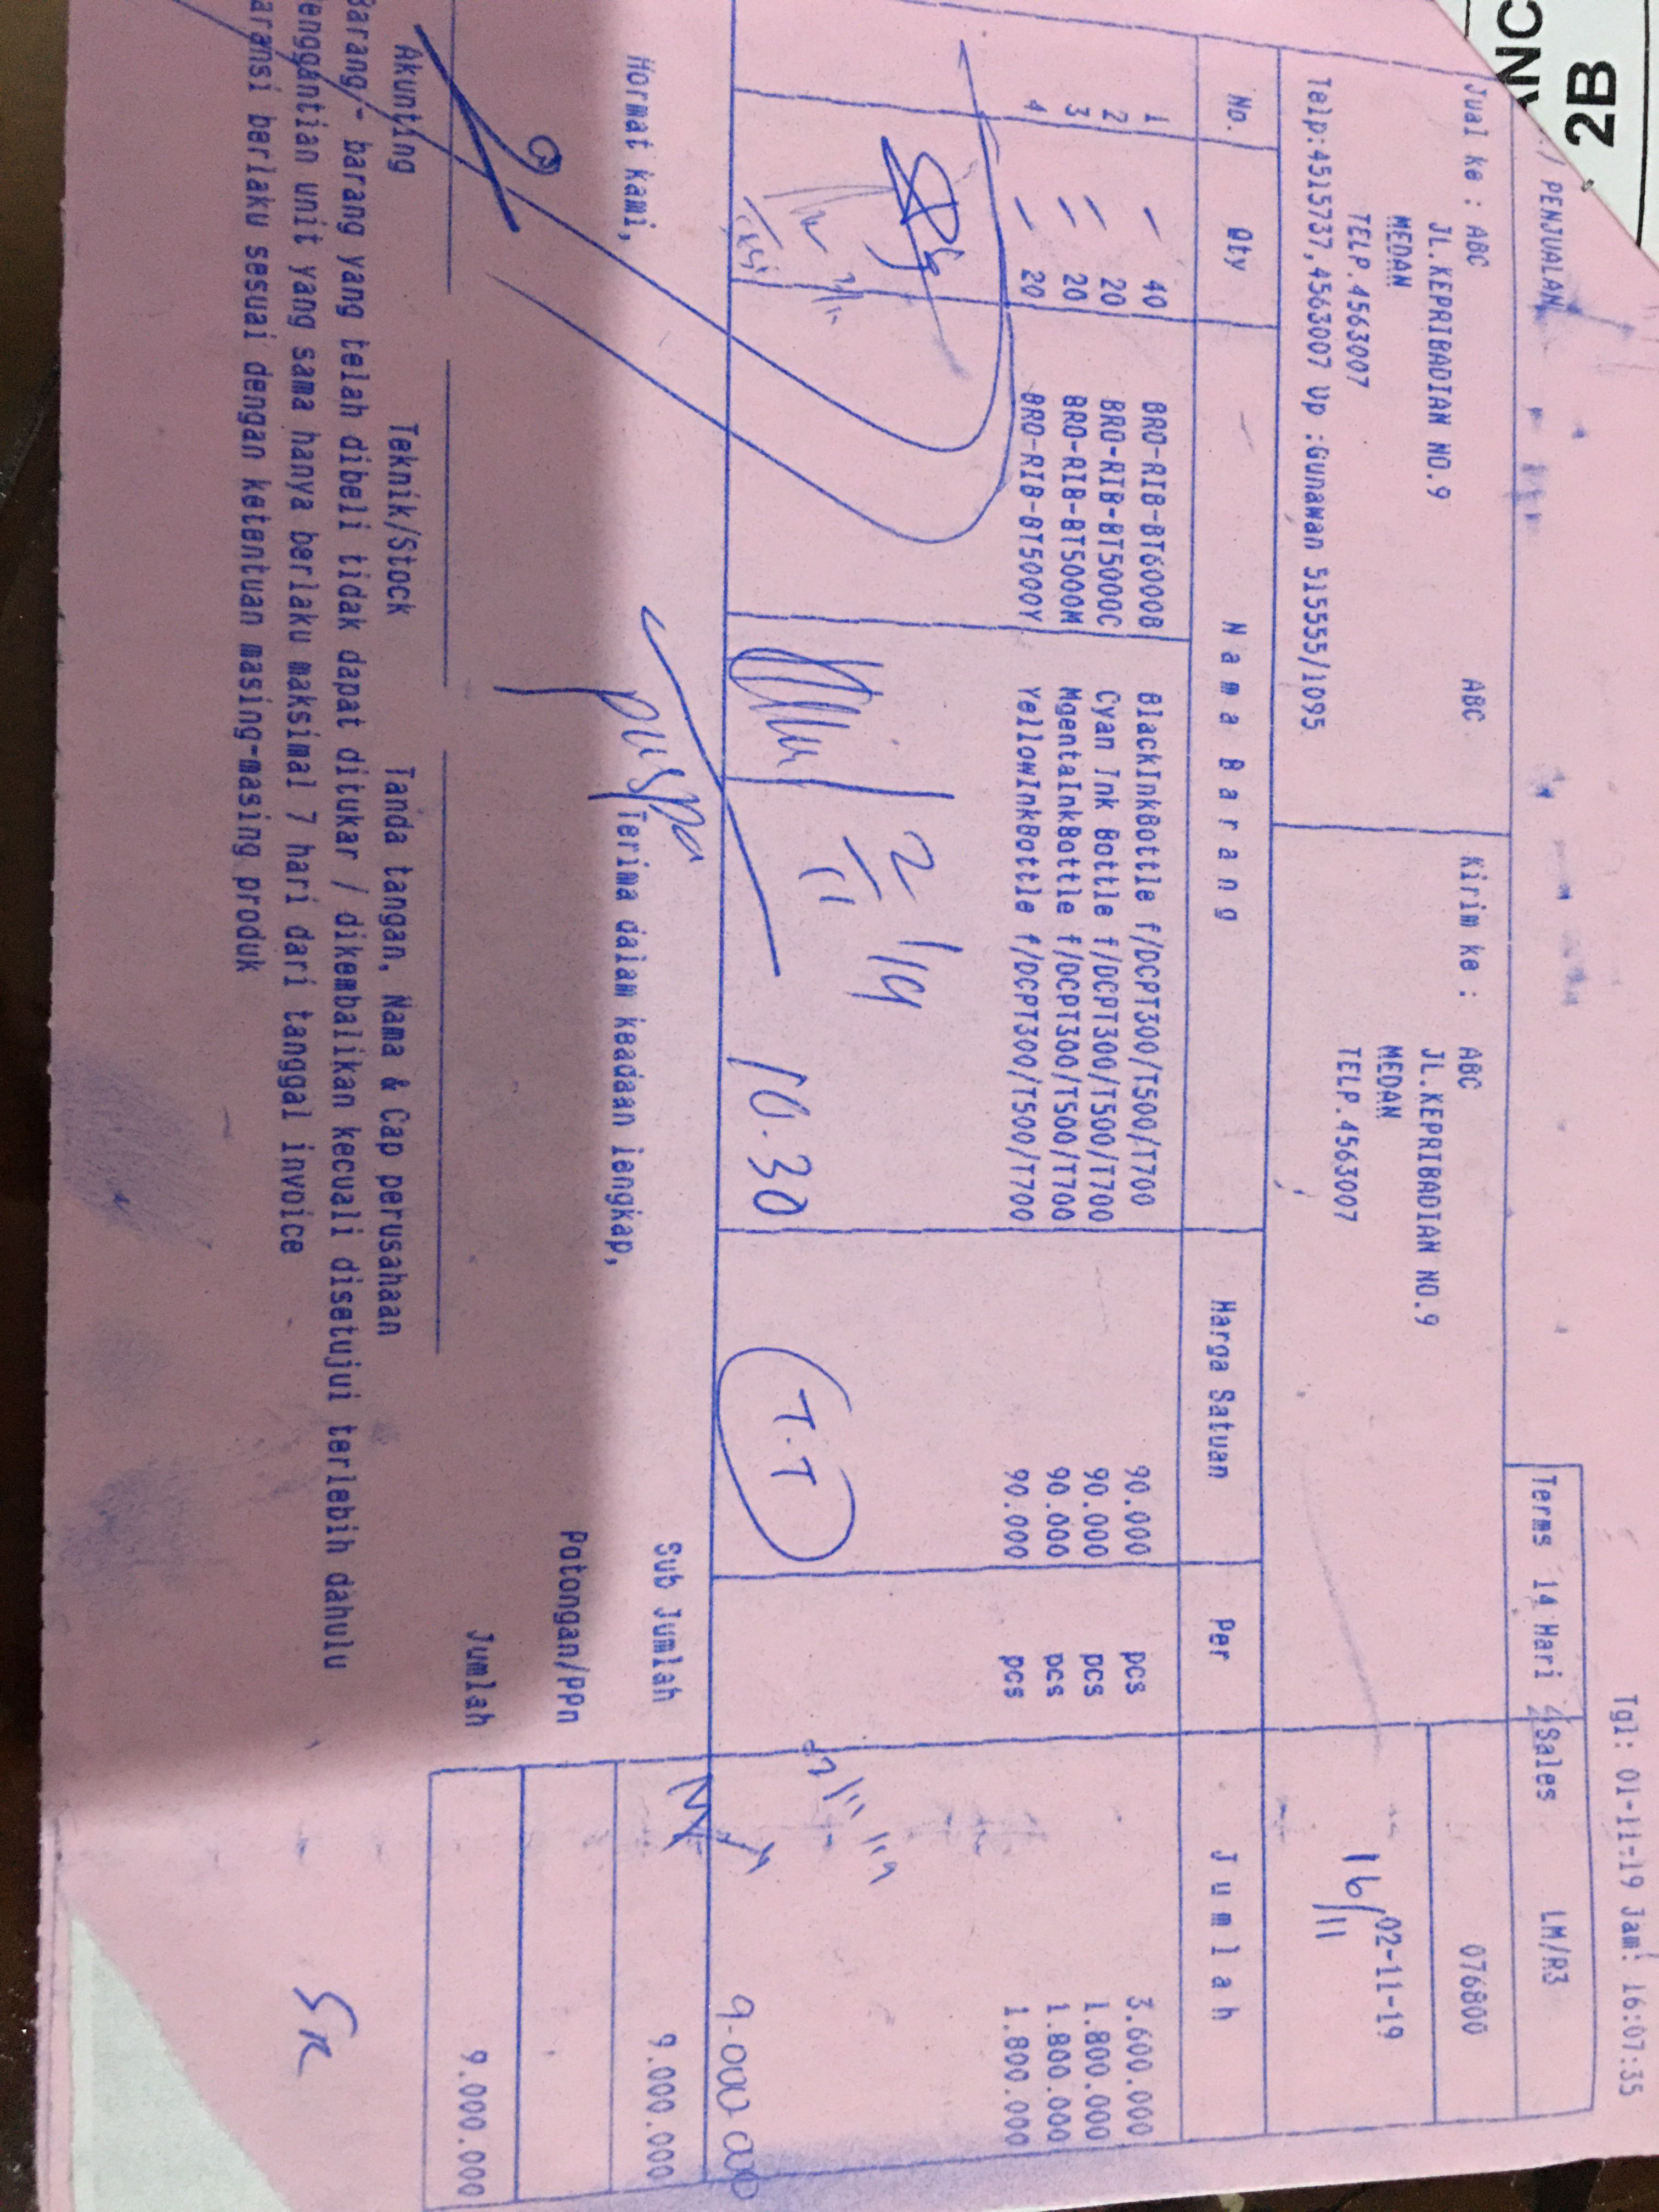 ANC
2B
Tgl: 01-11-19 Jam: 16:07:35
/ PENJUALAN
Terms 14 Hari Sales LM/R3
Jual ke : ABC ABC
JL.KEPRIBADIAN NO.9
MEDAN
TELP.4563007
Telp:4515737,4563007 Up :Gunawan 515555/1095
Kirim ke : ABC
JL.KEPRIBADIAN NO.9
MEDAN
TELP.4563007
076800
02-11-19
16/11
No. Qty Nama Barang Harga Satuan Per Jumlah
1 40 BRO-RIB-BT6000B BlackInkBottle f/DCPT300/T500/T700 90.000 pcs 3.600.000
2 20 BRO-RIB-BT5000C Cyan Ink Bottle f/DCPT300/T500/T700 90.000 pcs 1.800.000
3 20 BRO-RIB-BT5000M MgentaInkBottle f/DCPT300/T500/T700 90.000 pcs 1.800.000
4 20 BRO-RIB-BT5000Y YellowInkBottle f/DCPT300/T500/T700 90.000 pcs 1.800.000
2/11 /19
10.30
T.T
9.000.000
Hormat kami, Terima dalam keadaan lengkap,
puspa
Sub Jumlah 9.000.000
Potongan/PPn
Jumlah 9.000.000
Akunting Teknik/Stock Tanda tangan, Nama & Cap perusahaan
Barang - barang yang telah dibeli tidak dapat ditukar / dikembalikan kecuali disetujui terlebih dahulu
enggantian unit yang sama hanya berlaku maksimal 7 hari dari tanggal invoice
aransi berlaku sesuai dengan ketentuan masing-masing produk